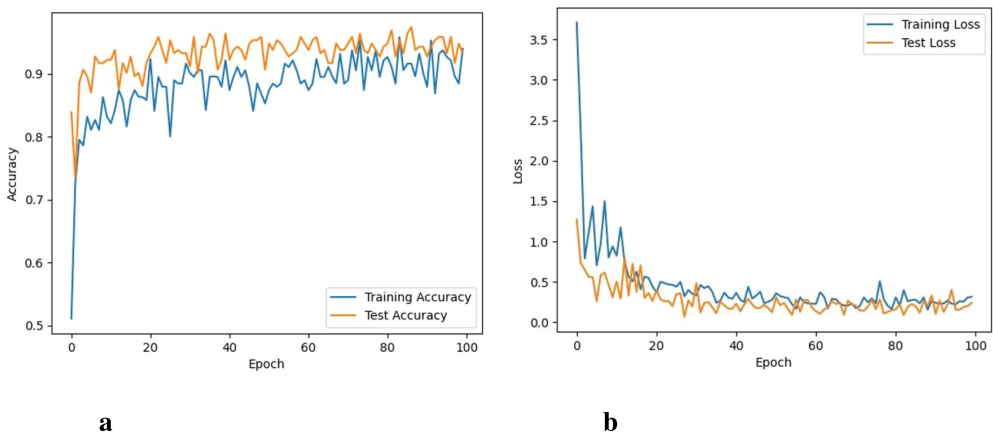 0.9
0.8
0.7
0.6
0.5
Accuracy
0 20 40 60 80 100
Epoch
Training Accuracy
Test Accuracy
a
3.5
3.0
2.5
2.0
1.5
1.0
0.5
0.0
Loss
0 20 40 60 80 100
Epoch
Training Loss
Test Loss
b